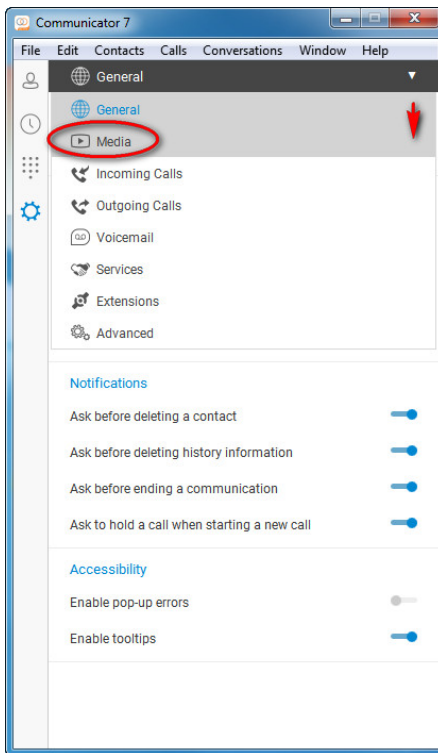 Communicator 7
File Edit Contacts Calls Conversations Window Help
General
General
Media
Incoming Calls
Outgoing Calls
Voicemail
Services
Extensions
Advanced
Notifications
Ask before deleting a contact
Ask before deleting history information
Ask before ending a communication
Ask to hold a call when starting a new call
Accessibility
Enable pop-up errors
Enable tooltips